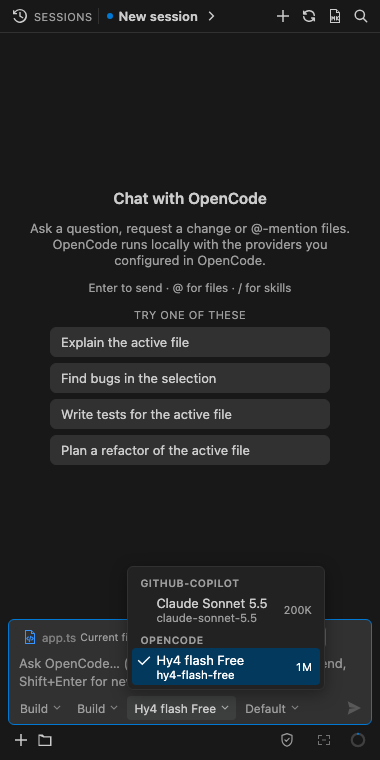 SESSIONS
New session
Chat with OpenCode
Ask a question, request a change or @-mention files.
OpenCode runs locally with the providers you
configured in OpenCode.
Enter to send · @ for files · / for skills
TRY ONE OF THESE
Explain the active file
Find bugs in the selection
Write tests for the active file
Plan a refactor of the active file
GITHUB-COPILOT
Claude Sonnet 5.5
claude-sonnet-5.5
200K
OPENCODE
Hy4 flash Free
hy4-flash-free
1M
app.ts Current fi
Ask OpenCode...
Shift+Enter for
Build
Build
Hy4 flash Free
Default